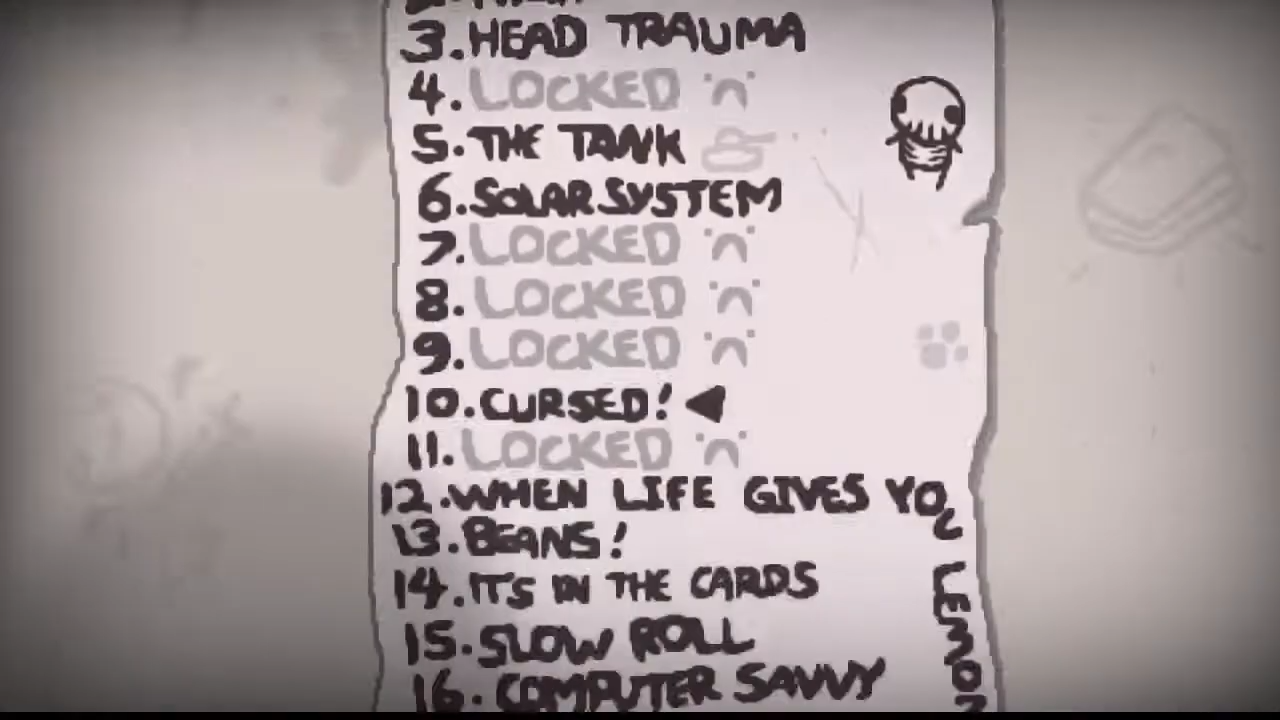 3. HEAD TRAUMA
4. LOCKED
5. THE TANK
6. SOLAR SYSTEM
7. LOCKED
8. LOCKED
9. LOCKED
10. CURSED!
11. LOCKED
12. WHEN LIFE GIVES YOU LEMON
13. BEANS!
14. IT'S IN THE CARDS
15. SLOW ROLL
16. COMPUTER SAVVY